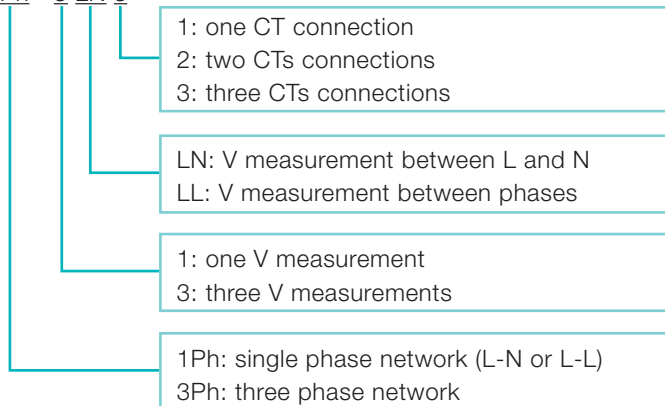 1: one CT connection
2: two CTs connections
3: three CTs connections
LN: V measurement between L and N
LL: V measurement between phases
1: one V measurement
3: three V measurements
1Ph: single phase network (L-N or L-L)
3Ph: three phase network